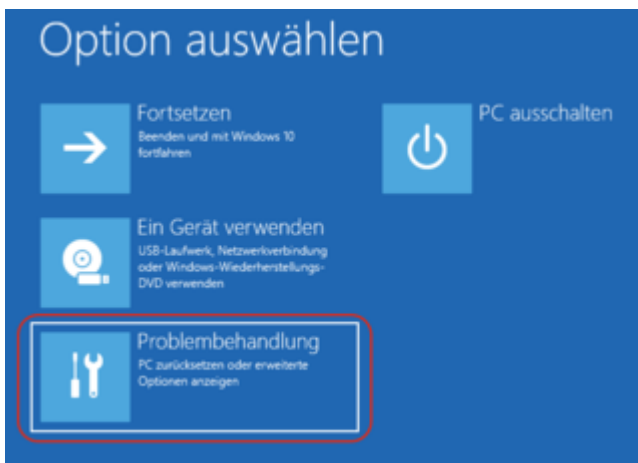 Option auswählen
Fortsetzen
Beenden und mit Windows 10
fortfahren
PC ausschalten
Ein Gerät verwenden
USB-Laufwerk, Netzwerkverbindung
oder Windows-Wiederherstellungs-
DVD verwenden
Problembehandlung
PC zurücksetzen oder erweiterte
Optionen anzeigen